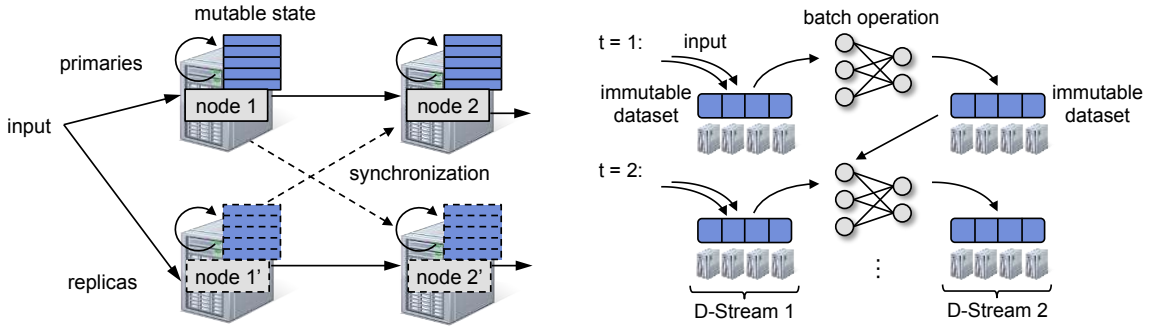 mutable state
primaries
node 1
node 2
input
synchronization
replicas
node 1’
node 2’
batch operation
t = 1:
input
immutable
dataset
immutable
dataset
t = 2:
⋮
D-Stream 1
D-Stream 2